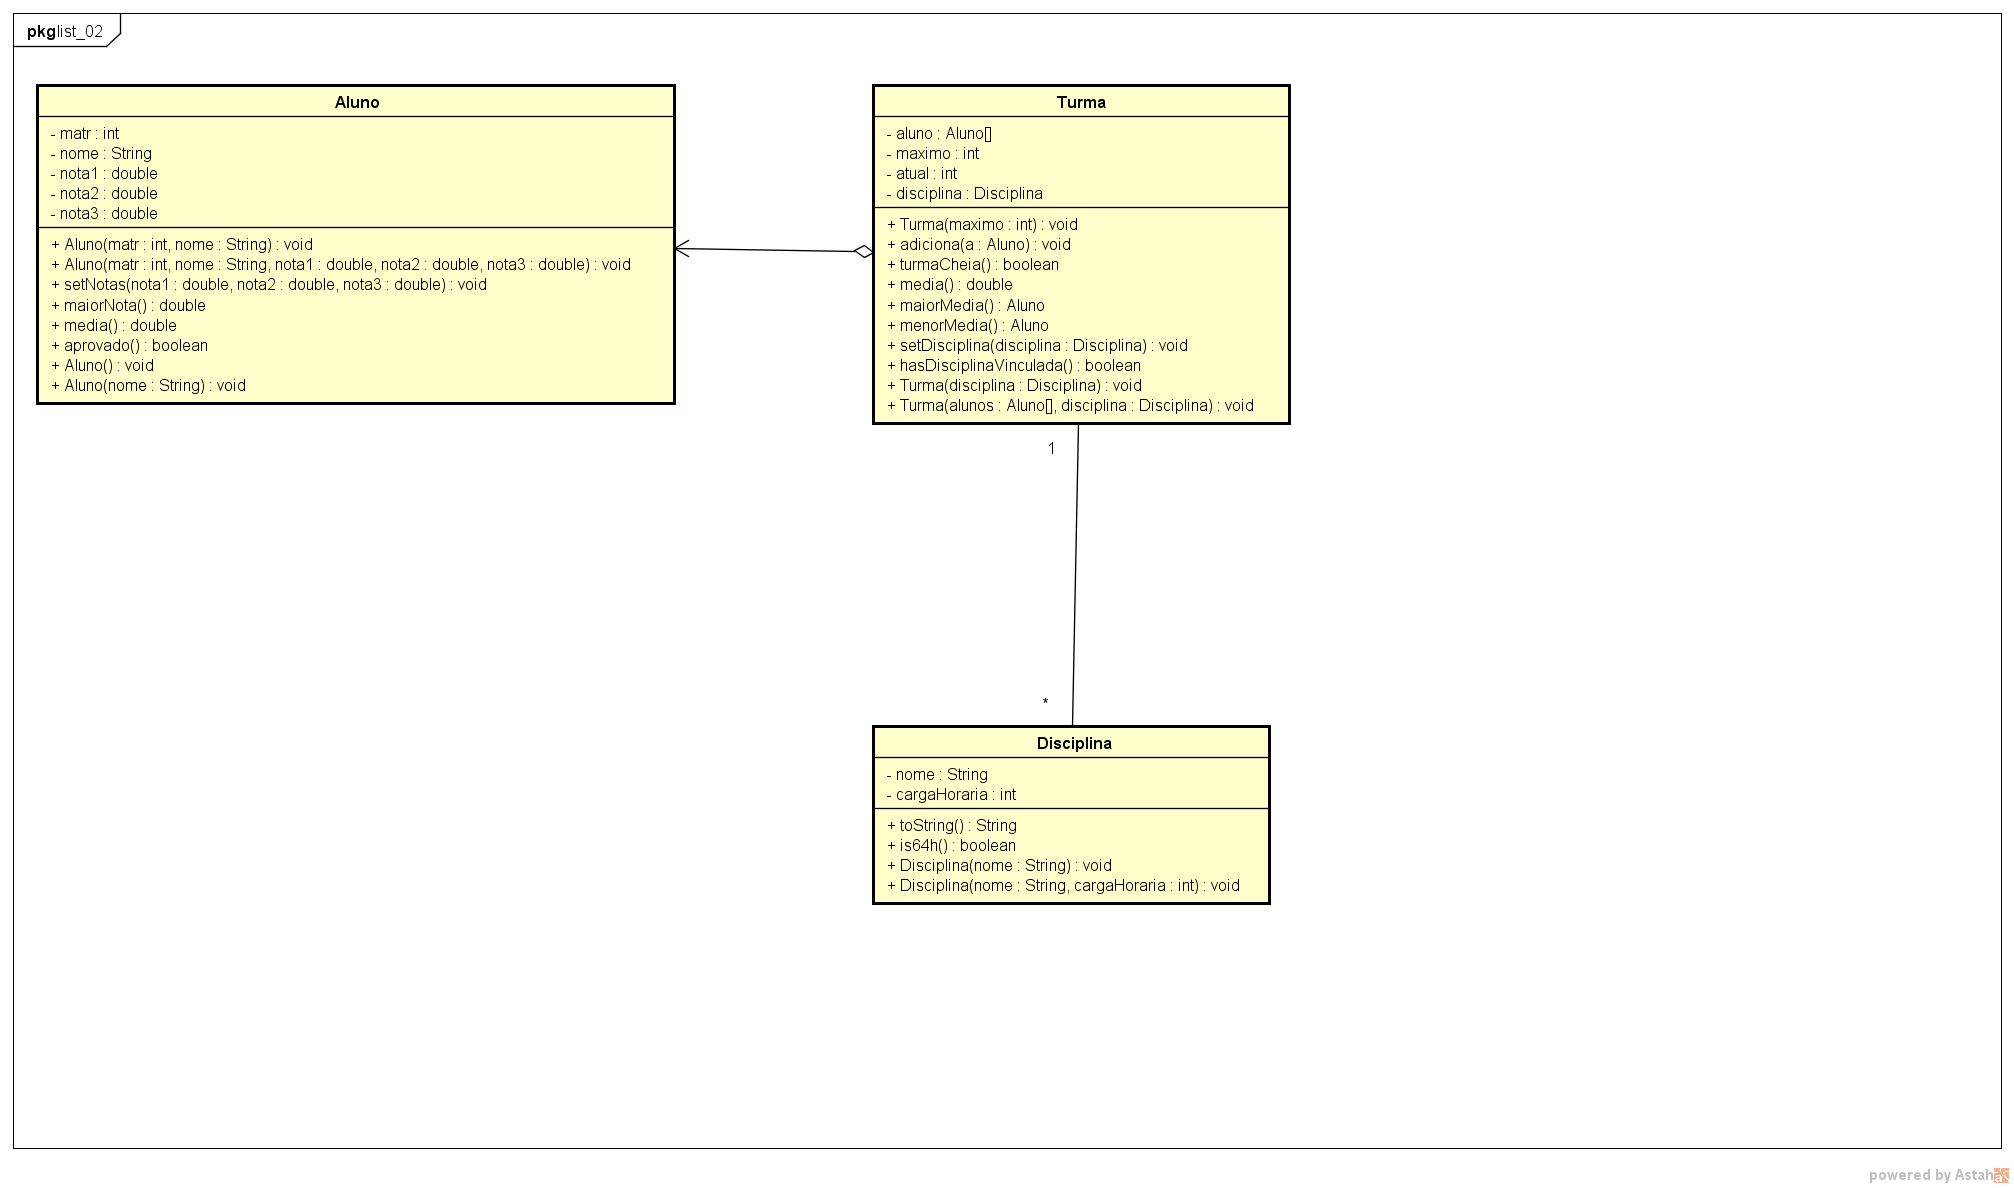 pkg list_02
Aluno
- matr : int
- nome : String
- nota1 : double
- nota2 : double
- nota3 : double
+ Aluno(matr : int, nome : String) : void
+ Aluno(matr : int, nome : String, nota1 : double, nota2 : double, nota3 : double) : void
+ setNotas(nota1 : double, nota2 : double, nota3 : double) : void
+ maiorNota() : double
+ media() : double
+ aprovado() : boolean
+ Aluno() : void
+ Aluno(nome : String) : void
Turma
- aluno : Aluno[]
- maximo : int
- atual : int
- disciplina : Disciplina
+ Turma(maximo : int) : void
+ adiciona(a : Aluno) : void
+ turmaCheia() : boolean
+ media() : double
+ maiorMedia() : Aluno
+ menorMedia() : Aluno
+ setDisciplina(disciplina : Disciplina) : void
+ hasDisciplinaVinculada() : boolean
+ Turma(disciplina : Disciplina) : void
+ Turma(alunos : Aluno[], disciplina : Disciplina) : void
1
*
Disciplina
- nome : String
- cargaHoraria : int
+ toString() : String
+ is64h() : boolean
+ Disciplina(nome : String) : void
+ Disciplina(nome : String, cargaHoraria : int) : void
powered by Astah